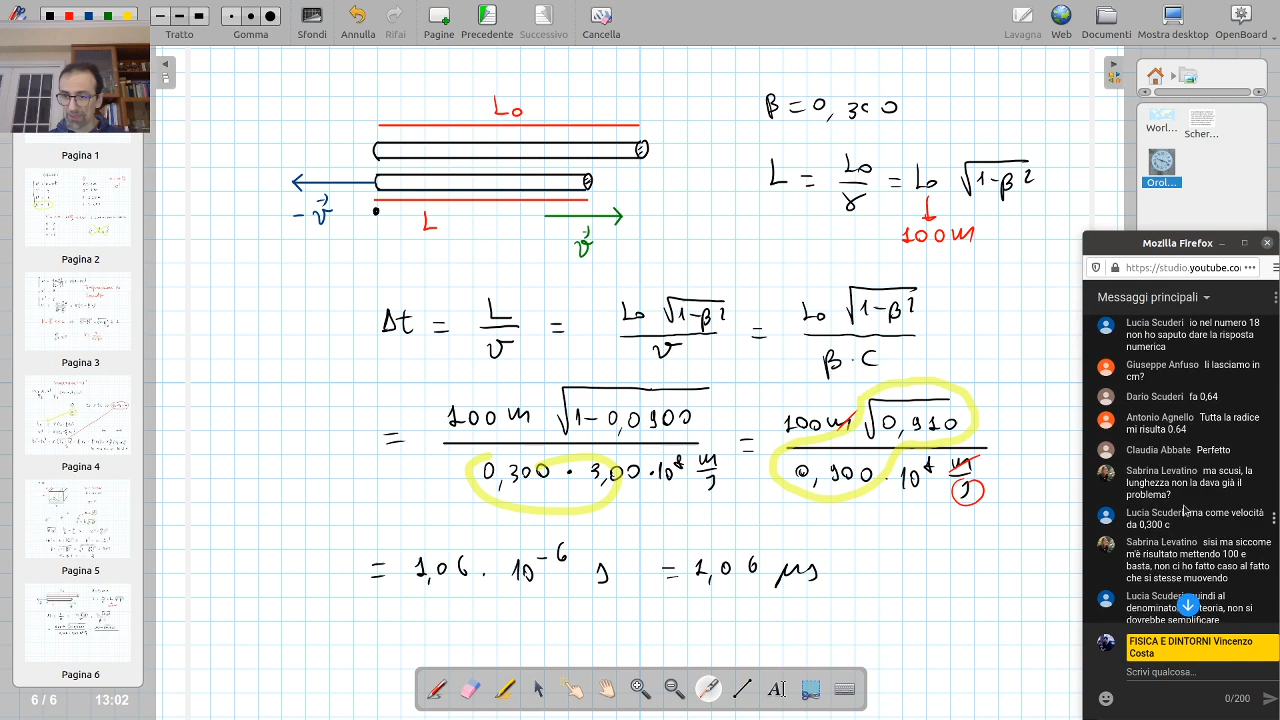 Tratto
Gomma
Sfondi
Annulla
Rifai
Pagine
Precedente
Successivo
Cancella
Lavagna
Web
Documenti
Mostra desktop
OpenBoard
Pagina 1
Pagina 2
Pagina 3
Pagina 4
Pagina 5
Pagina 6
6 / 6 13:02
L₀
L
-v⃗
v⃗
β = 0,300
L = L₀/γ = L₀ √(1-β²)
↓
100 m
Δt = L/v = L₀ √(1-β²) / v = L₀ √(1-β²) / β · c
= 100 m √(1-0,0900) / 0,300 · 3,00 · 10⁸ m/s = 100 m √(0,910) / 0,900 · 10⁸ m/s
= 1,06 · 10⁻⁶ s = 1,06 μs
Worl...
Scher...
Orol...
Mozilla Firefox
https://studio.youtube.co
Messaggi principali
Lucia Scuderi io nel numero 18
non ho saputo dare la risposta
numerica
Giuseppe Anfuso li lasciamo in
cm?
Dario Scuderi fa 0,64
Antonio Agnello Tutta la radice
mi risulta 0.64
Claudia Abbate Perfetto
Sabrina Levatino ma scusi, la
lunghezza non la dava già il
problema?
Lucia Scuderi ma come velocità
da 0,300 c
Sabrina Levatino sisi ma siccome
m'è risultato mettendo 100 e
basta, non ci ho fatto caso al fatto
che si stesse muovendo
Lucia Scuderi quindi al
denominatore teoria, non si
dovrebbe semplificare
FISICA E DINTORNI Vincenzo
Costa
Scrivi qualcosa...
0/200